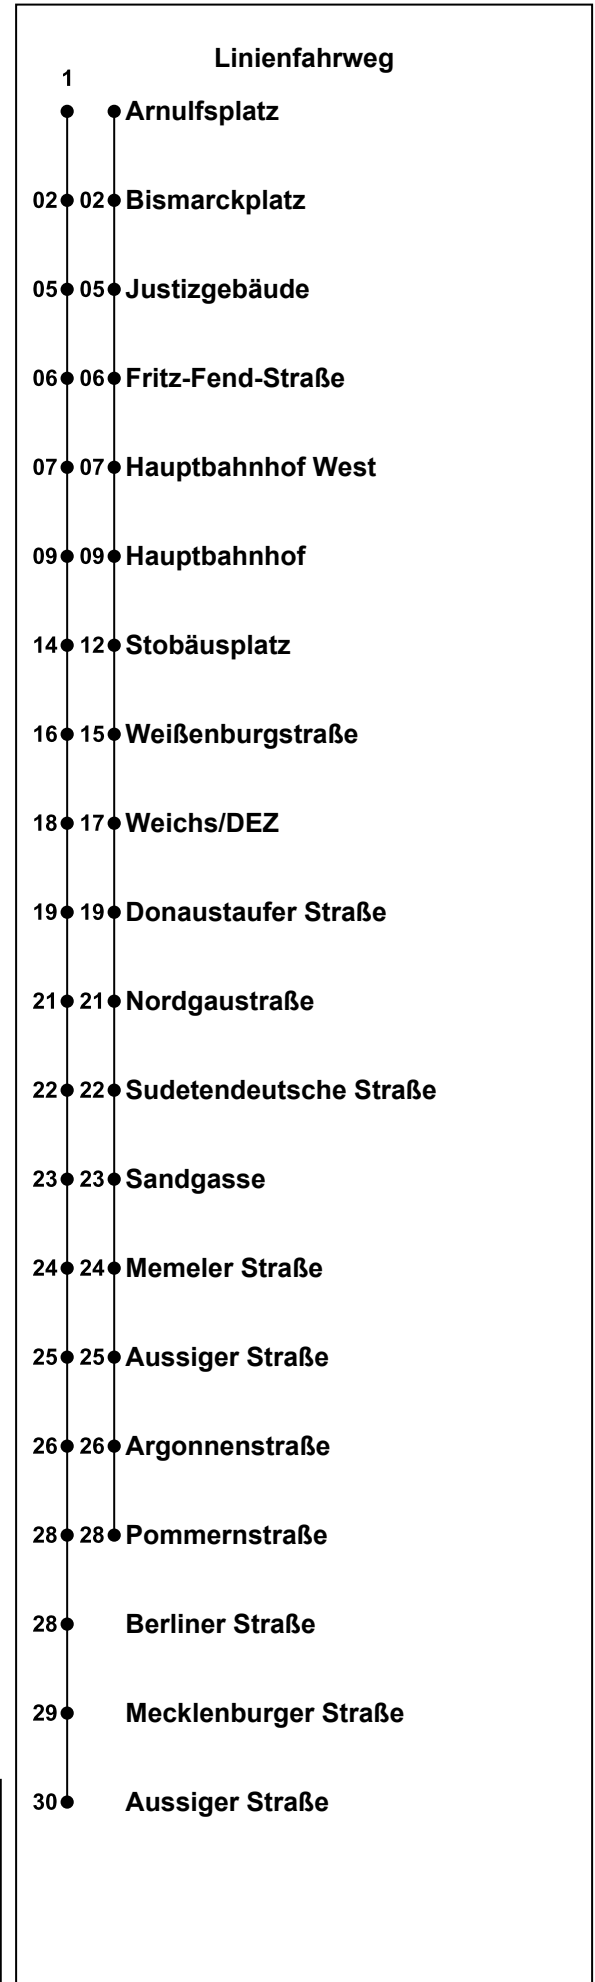 Linienfahrweg
1
Arnulfsplatz
02 02 Bismarckplatz
05 05 Justizgebäude
06 06 Fritz-Fend-Straße
07 07 Hauptbahnhof West
09 09 Hauptbahnhof
14 12 Stobäusplatz
16 15 Weißenburgstraße
18 17 Weichs/DEZ
19 19 Donaustaufer Straße
21 21 Nordgaustraße
22 22 Sudetendeutsche Straße
23 23 Sandgasse
24 24 Memeler Straße
25 25 Aussiger Straße
26 26 Argonnenstraße
28 28 Pommernstraße
28 Berliner Straße
29 Mecklenburger Straße
30 Aussiger Straße